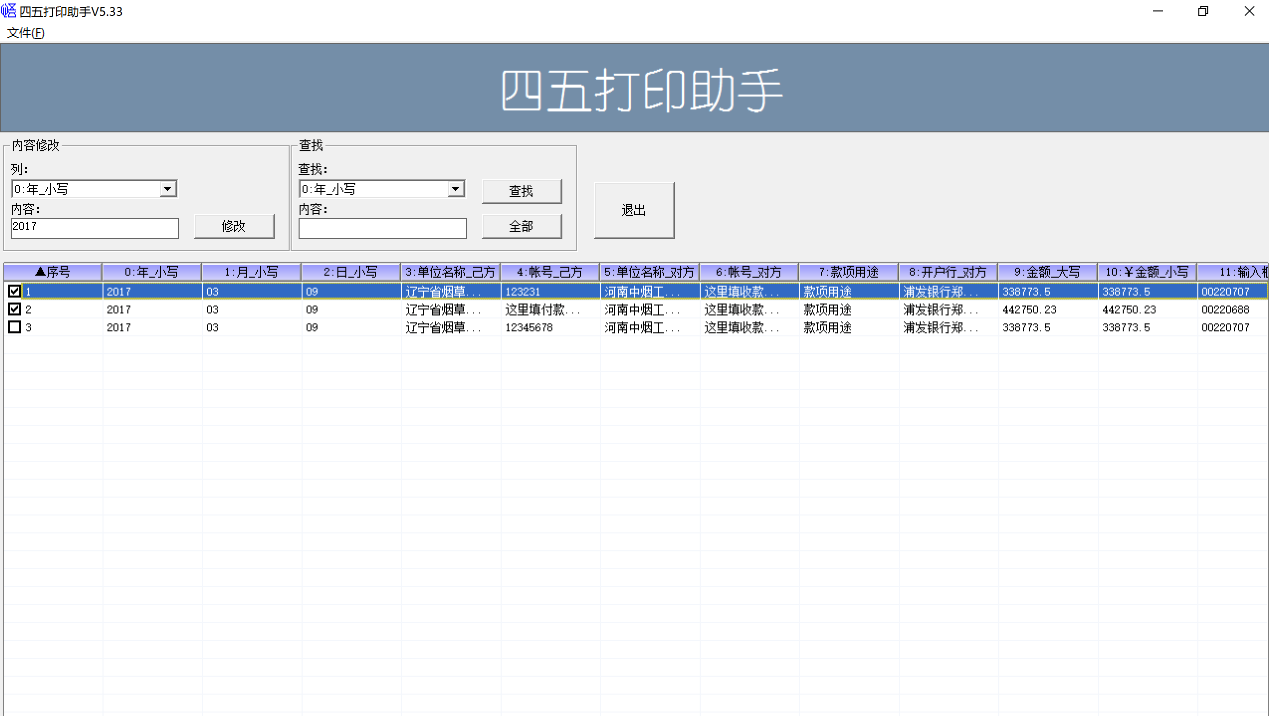 四五打印助手V5.33
文件(F)
四五打印助手
内容修改
列:
0:年_小写
内容:
2017
修改
查找
查找:
0:年_小写
查找
内容:
全部
退出
▲序号 0:年_小写 1:月_小写 2:日_小写 3:单位名称_己方 4:帐号_己方 5:单位名称_对方 6:帐号_对方 7:款项用途 8:开户行_对方 9:金额_大写 10:￥金额_小写 11:输入
1 2017 03 09 辽宁省烟草... 123231 河南中烟工... 这里填收款... 款项用途 浦发银行郑... 338773.5 338773.5 00220707
2 2017 03 09 辽宁省烟草... 这里填付款... 河南中烟工... 这里填收款... 款项用途 浦发银行郑... 442750.23 442750.23 00220688
3 2017 03 09 辽宁省烟草... 12345678 河南中烟工... 这里填收款... 款项用途 浦发银行郑... 338773.5 338773.5 00220707